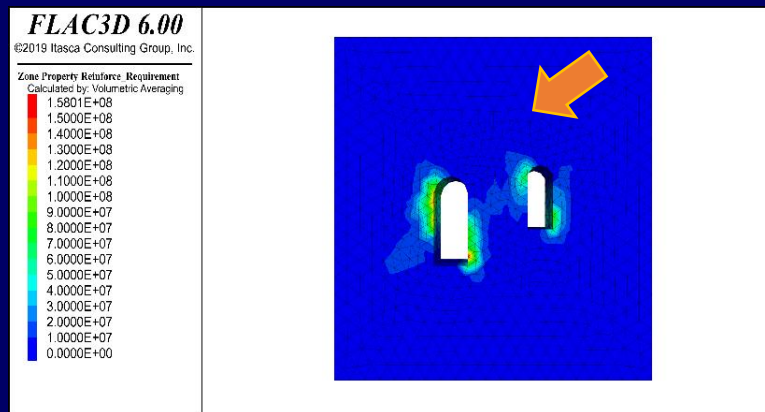 FLAC3D 6.00
©2019 Itasca Consulting Group, Inc.
Zone Property Reinforce_Requirement
Calculated by: Volumetric Averaging
1.5801E+08
1.5000E+08
1.4000E+08
1.3000E+08
1.2000E+08
1.1000E+08
1.0000E+08
9.0000E+07
8.0000E+07
7.0000E+07
6.0000E+07
5.0000E+07
4.0000E+07
3.0000E+07
2.0000E+07
1.0000E+07
0.0000E+00